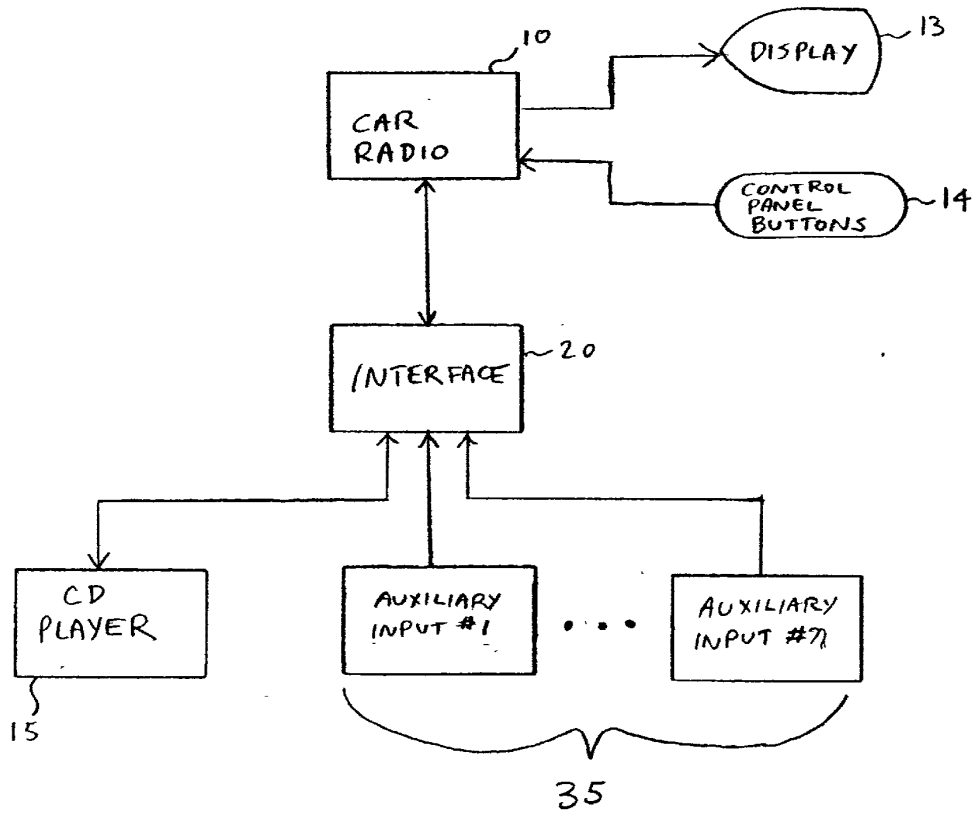 10
CAR
RADIO
DISPLAY
13
CONTROL
PANEL
BUTTONS
14
INTERFACE
20
CD
PLAYER
15
AUXILIARY
INPUT #1
AUXILIARY
INPUT #n
35